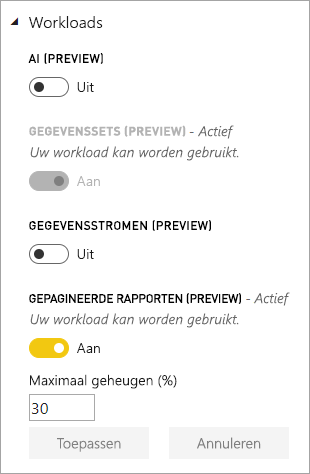 Workloads
AI (PREVIEW)
Uit
GEGEVENSSETS (PREVIEW) - Actief
Uw workload kan worden gebruikt.
Aan
GEGEVENSSTROMEN (PREVIEW)
Uit
GEPAGINEERDE RAPPORTEN (PREVIEW) - Actief
Uw workload kan worden gebruikt.
Aan
Maximaal geheugen (%)
30
Toepassen Annuleren